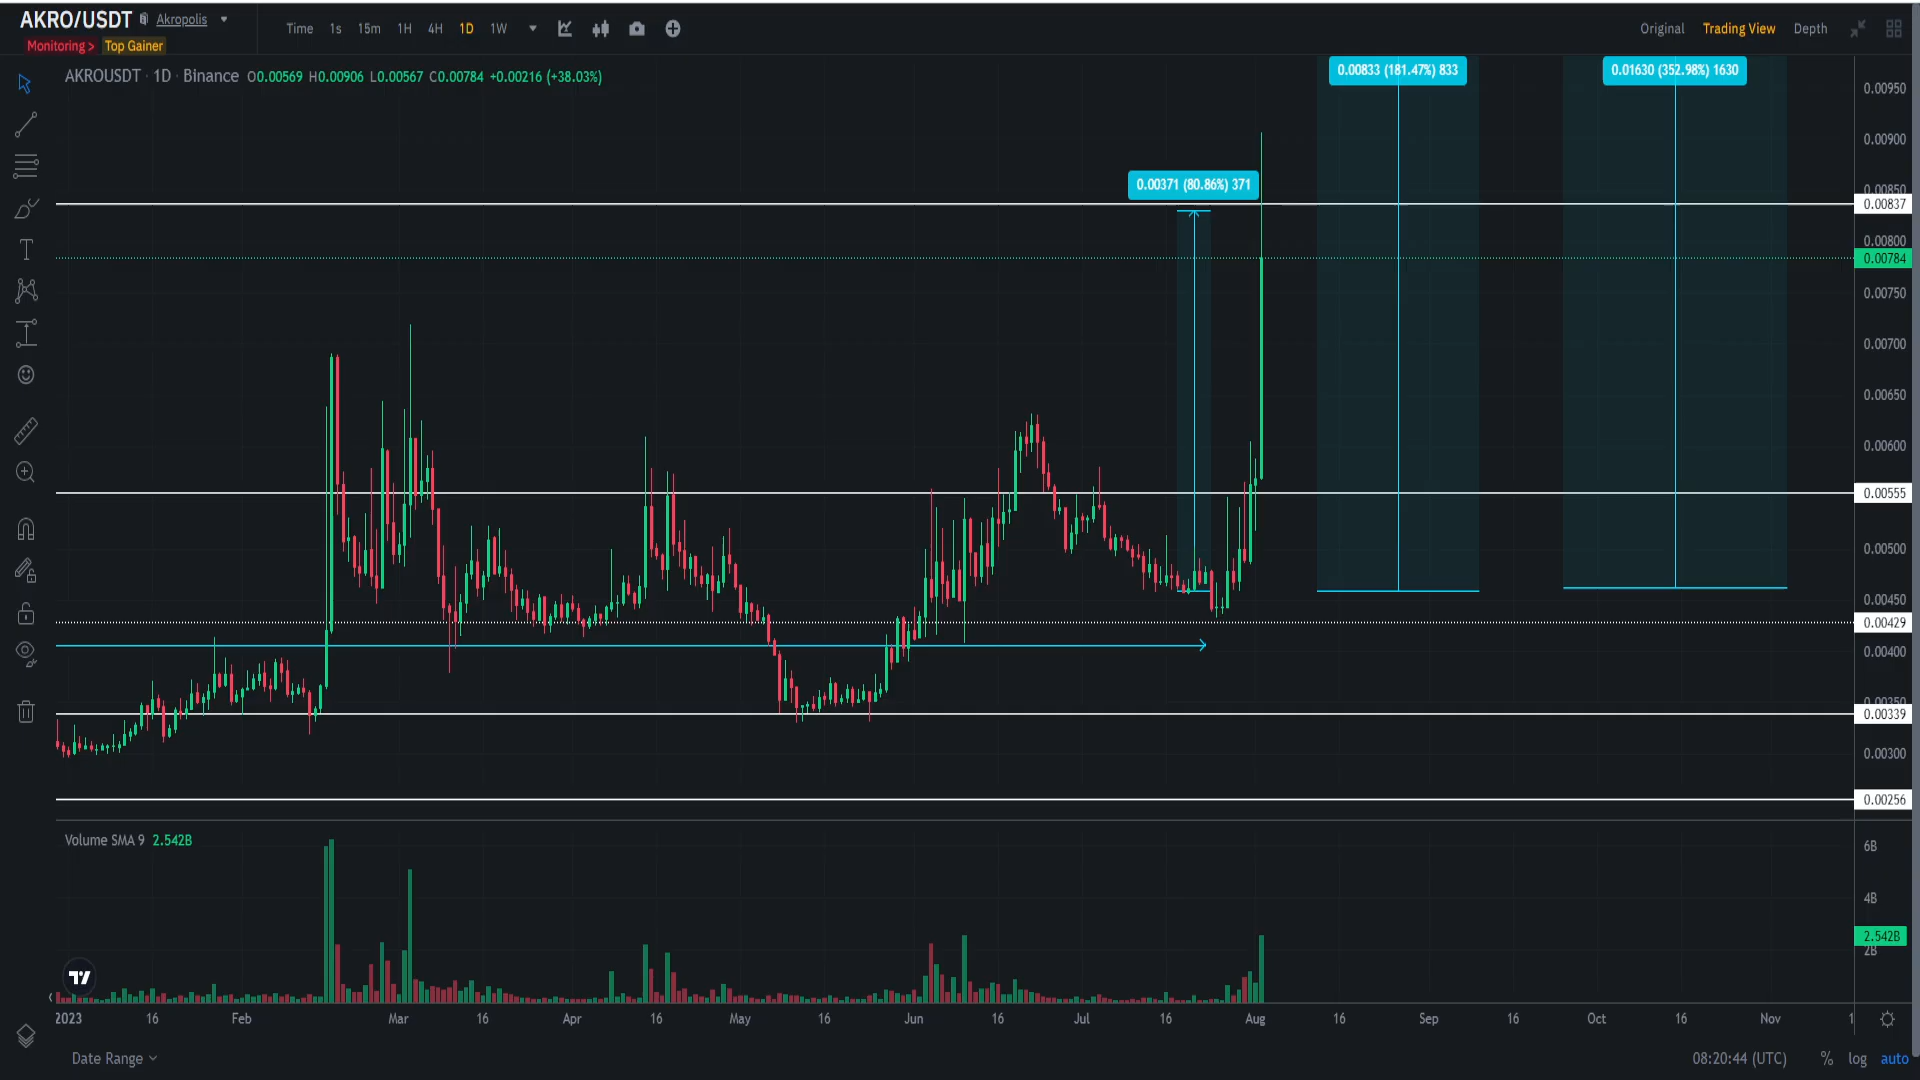 AKRO/USDT Akropolis
Monitoring > Top Gainer
Time 1s 15m 1H 4H 1D 1W
Original Trading View Depth
AKROUSDT · 1D · Binance O0.00569 H0.00906 L0.00567 C0.00784 +0.00216 (+38.03%)
0.00833 (181.47%) 833
0.01630 (352.98%) 1630
0.00371 (80.86%) 371
0.00950
0.00900
0.00850
0.00837
0.00800
0.00784
0.00750
0.00700
0.00650
0.00600
0.00555
0.00500
0.00450
0.00429
0.00400
0.00350
0.00339
0.00300
0.00256
Volume SMA 9 2.542B
6B
4B
2.542B
2B
2023 16 Feb Mar 16 Apr 16 May 16 Jun 16 Jul 16 Aug 16 Sep 16 Oct 16 Nov 1
Date Range
08:20:44 (UTC) % log auto